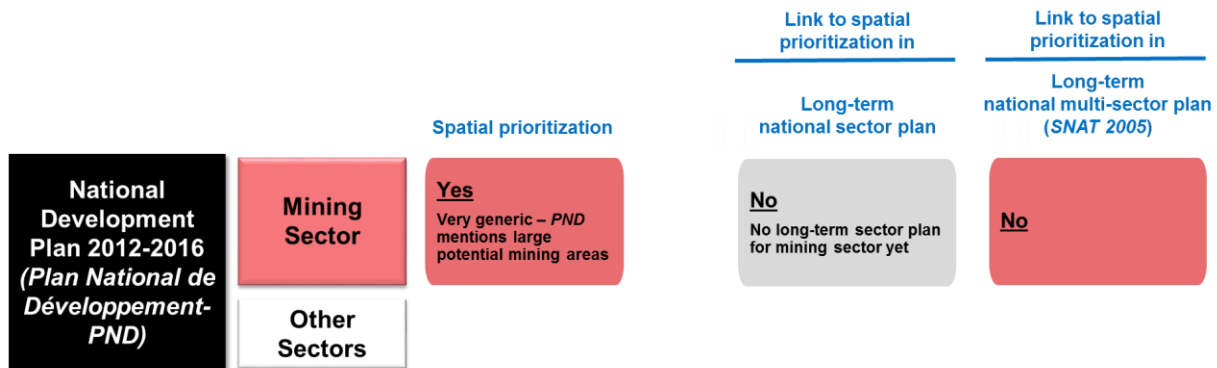 Link to spatial
prioritization in
Link to spatial
prioritization in
Spatial prioritization
Long-term
national sector plan
Long-term
national multi-sector plan
(SNAT 2005)
National
Development
Plan 2012-2016
(Plan National de
Développement-
PND)
Mining
Sector
Yes
Very generic – PND
mentions large
potential mining areas
No
No long-term sector plan
for mining sector yet
No
Other
Sectors